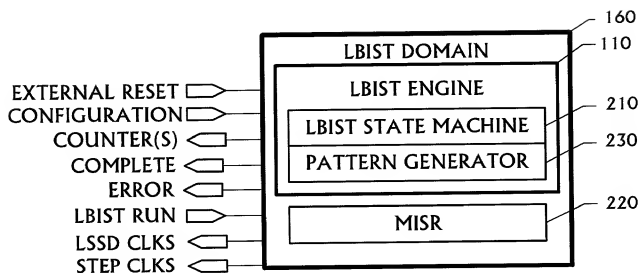 160
LBIST DOMAIN
110
LBIST ENGINE
EXTERNAL RESET
CONFIGURATION
210
LBIST STATE MACHINE
COUNTER(S)
PATTERN GENERATOR
230
COMPLETE
ERROR
LBIST RUN
MISR
220
LSSD CLKS
STEP CLKS